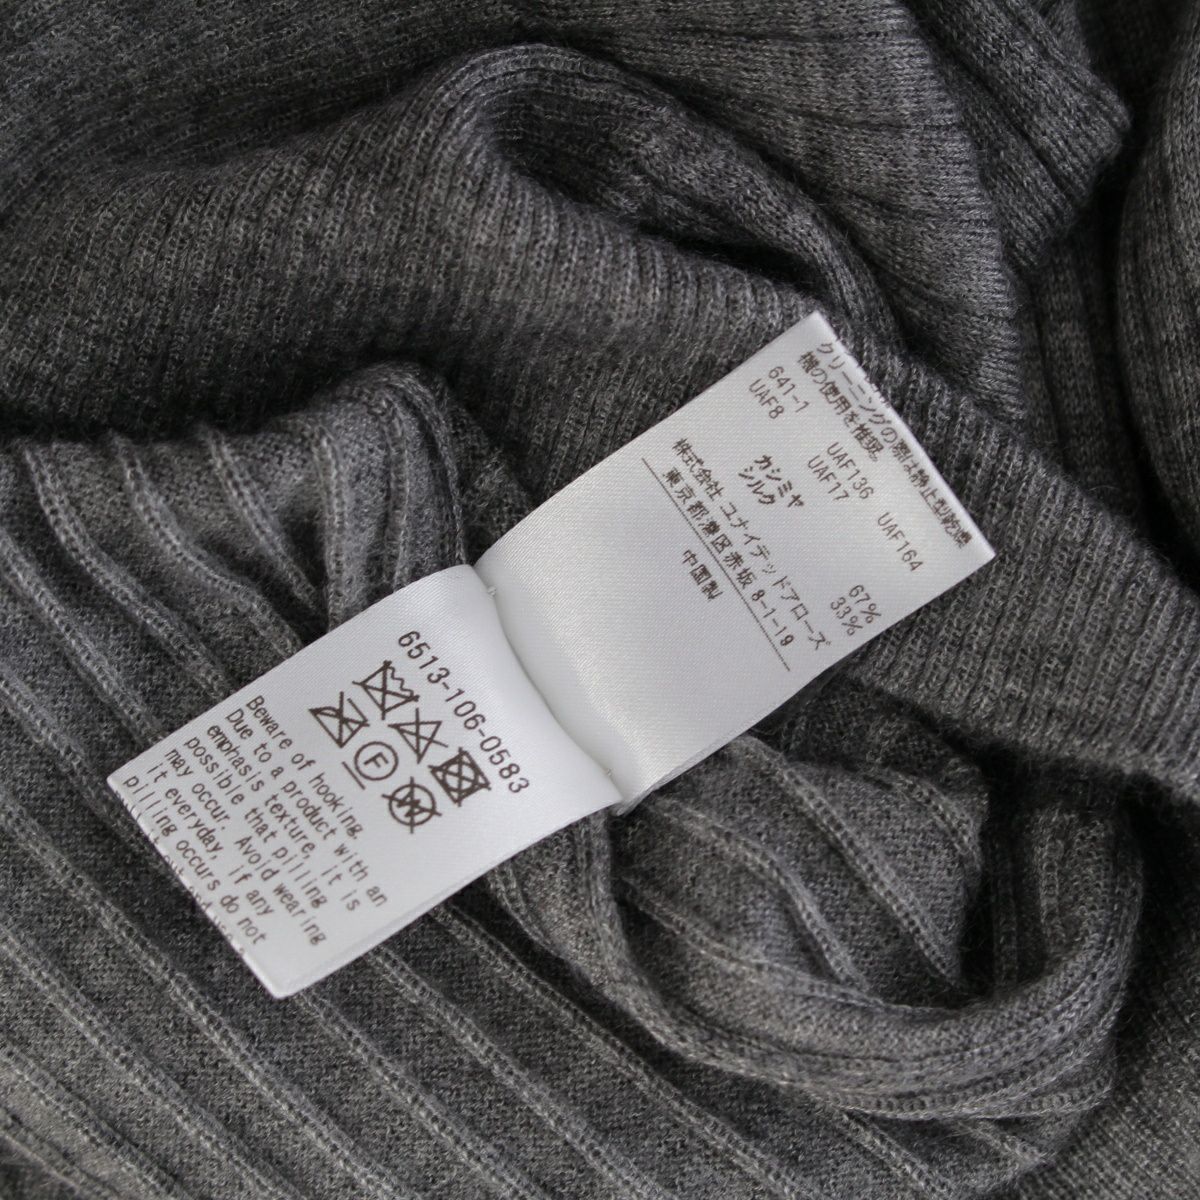 クリーニングの際は静止型乾燥
機の使用を推奨。
641-1 UAF136 UAF164
UAF8 UAF17
カシミヤ 67%
シルク 33%
株式会社 ユナイテッドアローズ
東京都港区赤坂 8-1-19
中国製
6513-106-0583
F
W
Beware of hooking.
Due to a product with an
emphasis texture, it is
possible that pilling
may occur. Avoid wearing
it everyday, if any
pilling occurs do not